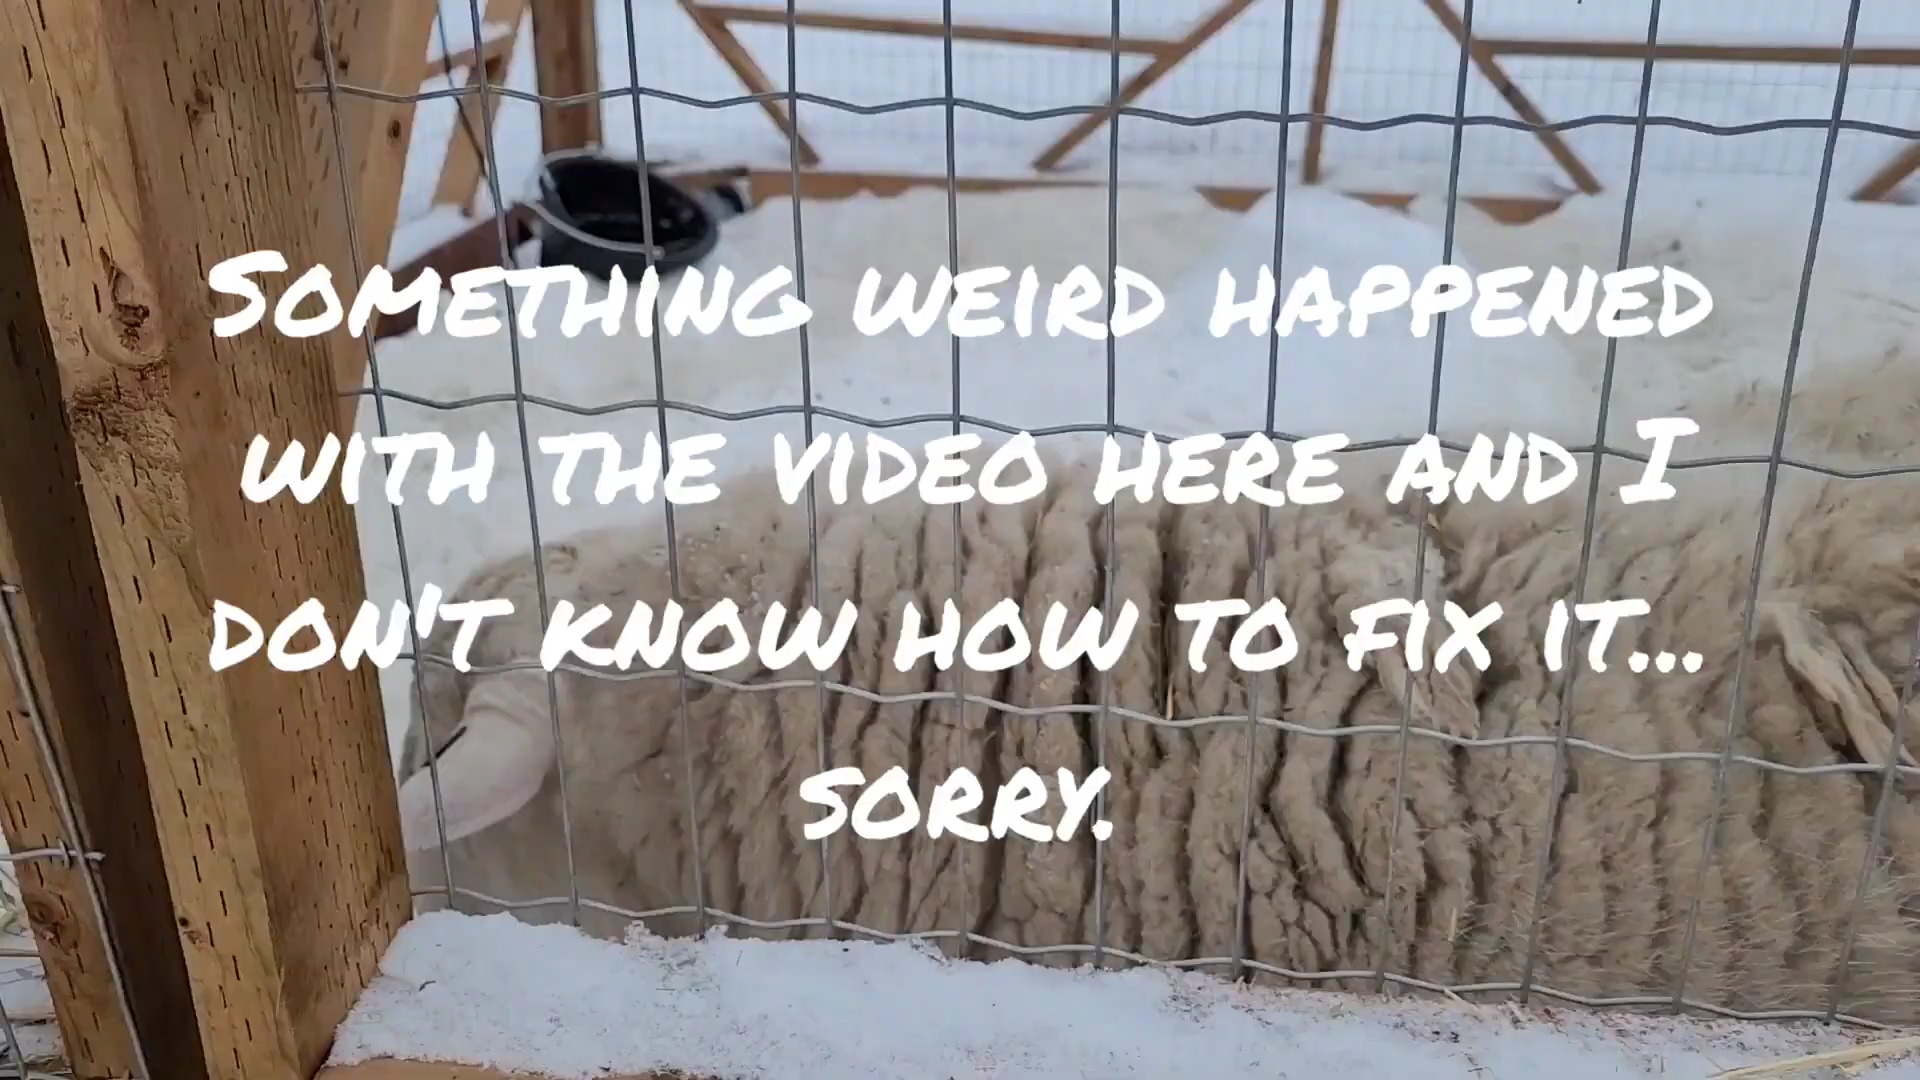 Something weird happened
with the video here and I
don't know how to fix it...
sorry.